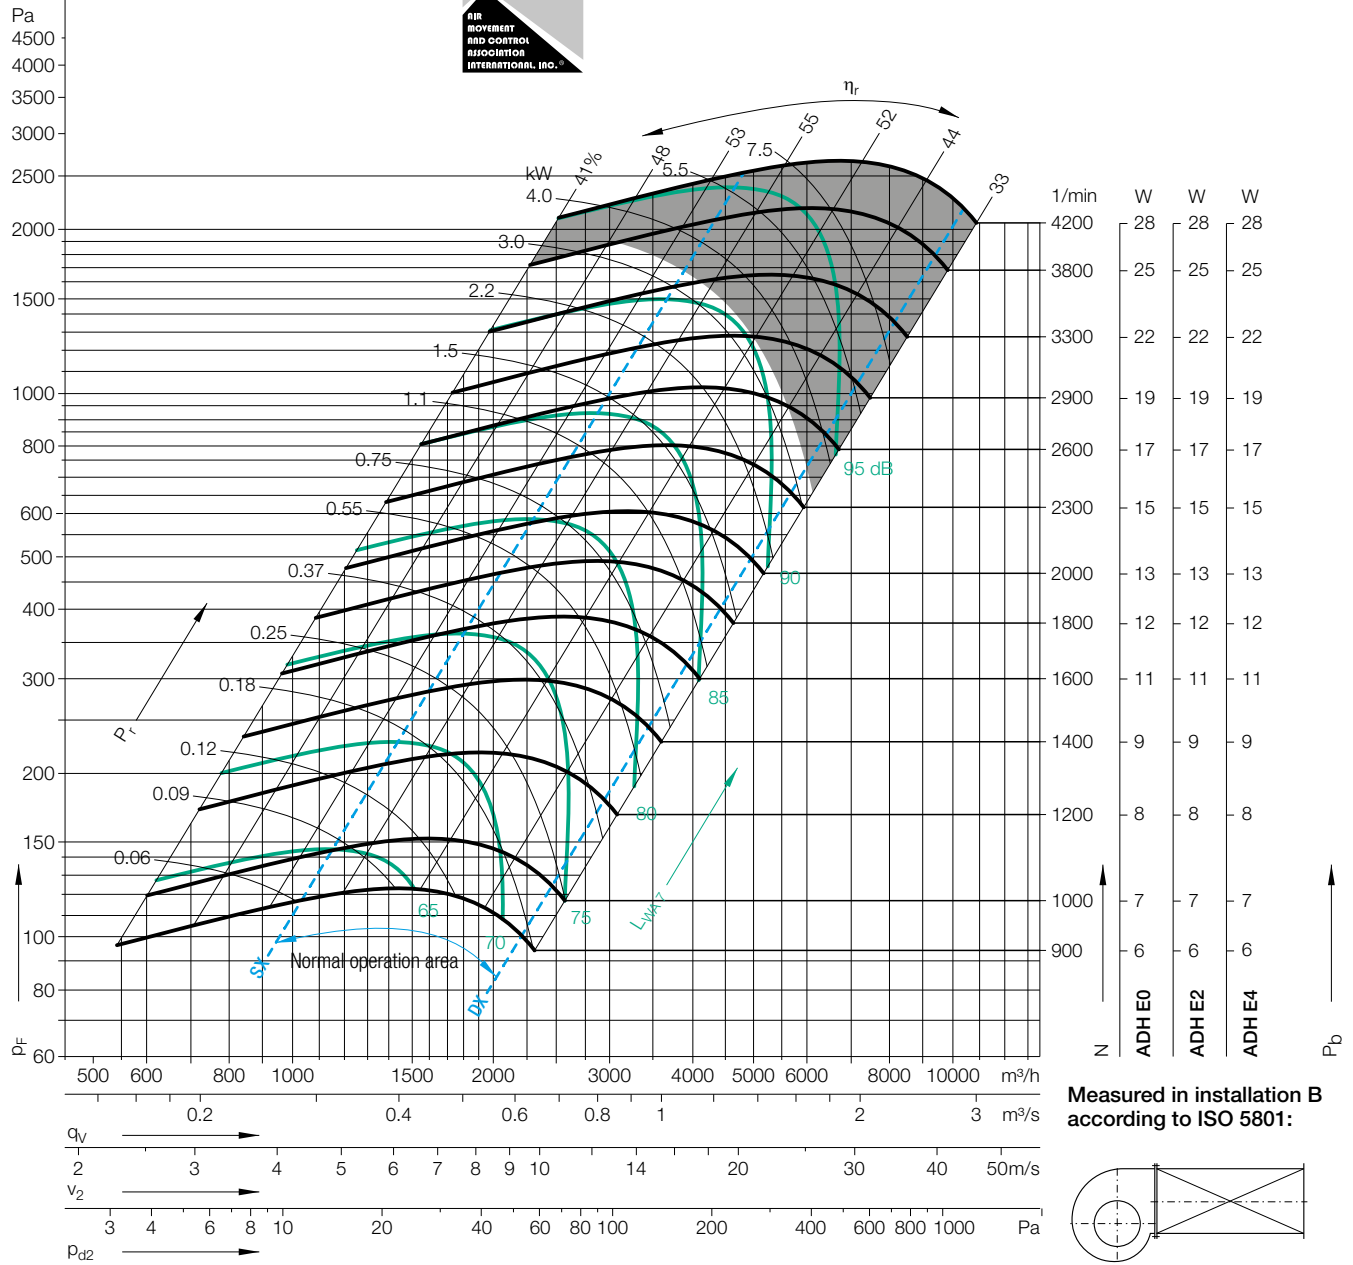 Pa
4500
4000
3500
3000
2500
2000
1500
1000
800
600
500
400
300
200
150
100
80
60
pF
AIR
MOVEMENT
AND CONTROL
ASSOCIATION
INTERNATIONAL, INC.®
ηr
41% 48 53 55 52 44 33
kW
7.5
5.5
4.0
3.0
2.2
1.5
1.1
0.75
0.55
0.37
0.25
0.18
0.12
0.09
0.06
Pr
95 dB
90
85
80
75
70
65
LWA 7
SX
DX
Normal operation area
1/min W W W
4200 28 28 28
3800 25 25 25
3300 22 22 22
2900 19 19 19
2600 17 17 17
2300 15 15 15
2000 13 13 13
1800 12 12 12
1600 11 11 11
1400 9 9 9
1200 8 8 8
1000 7 7 7
900 6 6 6
N ADH E0 ADH E2 ADH E4 Pb
500 600 800 1000 1500 2000 3000 4000 5000 6000 8000 10000 m³/h
0.2 0.4 0.6 0.8 1 2 3 m³/s
qV
2 3 4 5 6 7 8 9 10 14 20 30 40 50m/s
v2
3 4 6 8 10 20 40 60 80 100 200 400 600 800 1000 Pa
pd2
Measured in installation B
according to ISO 5801: